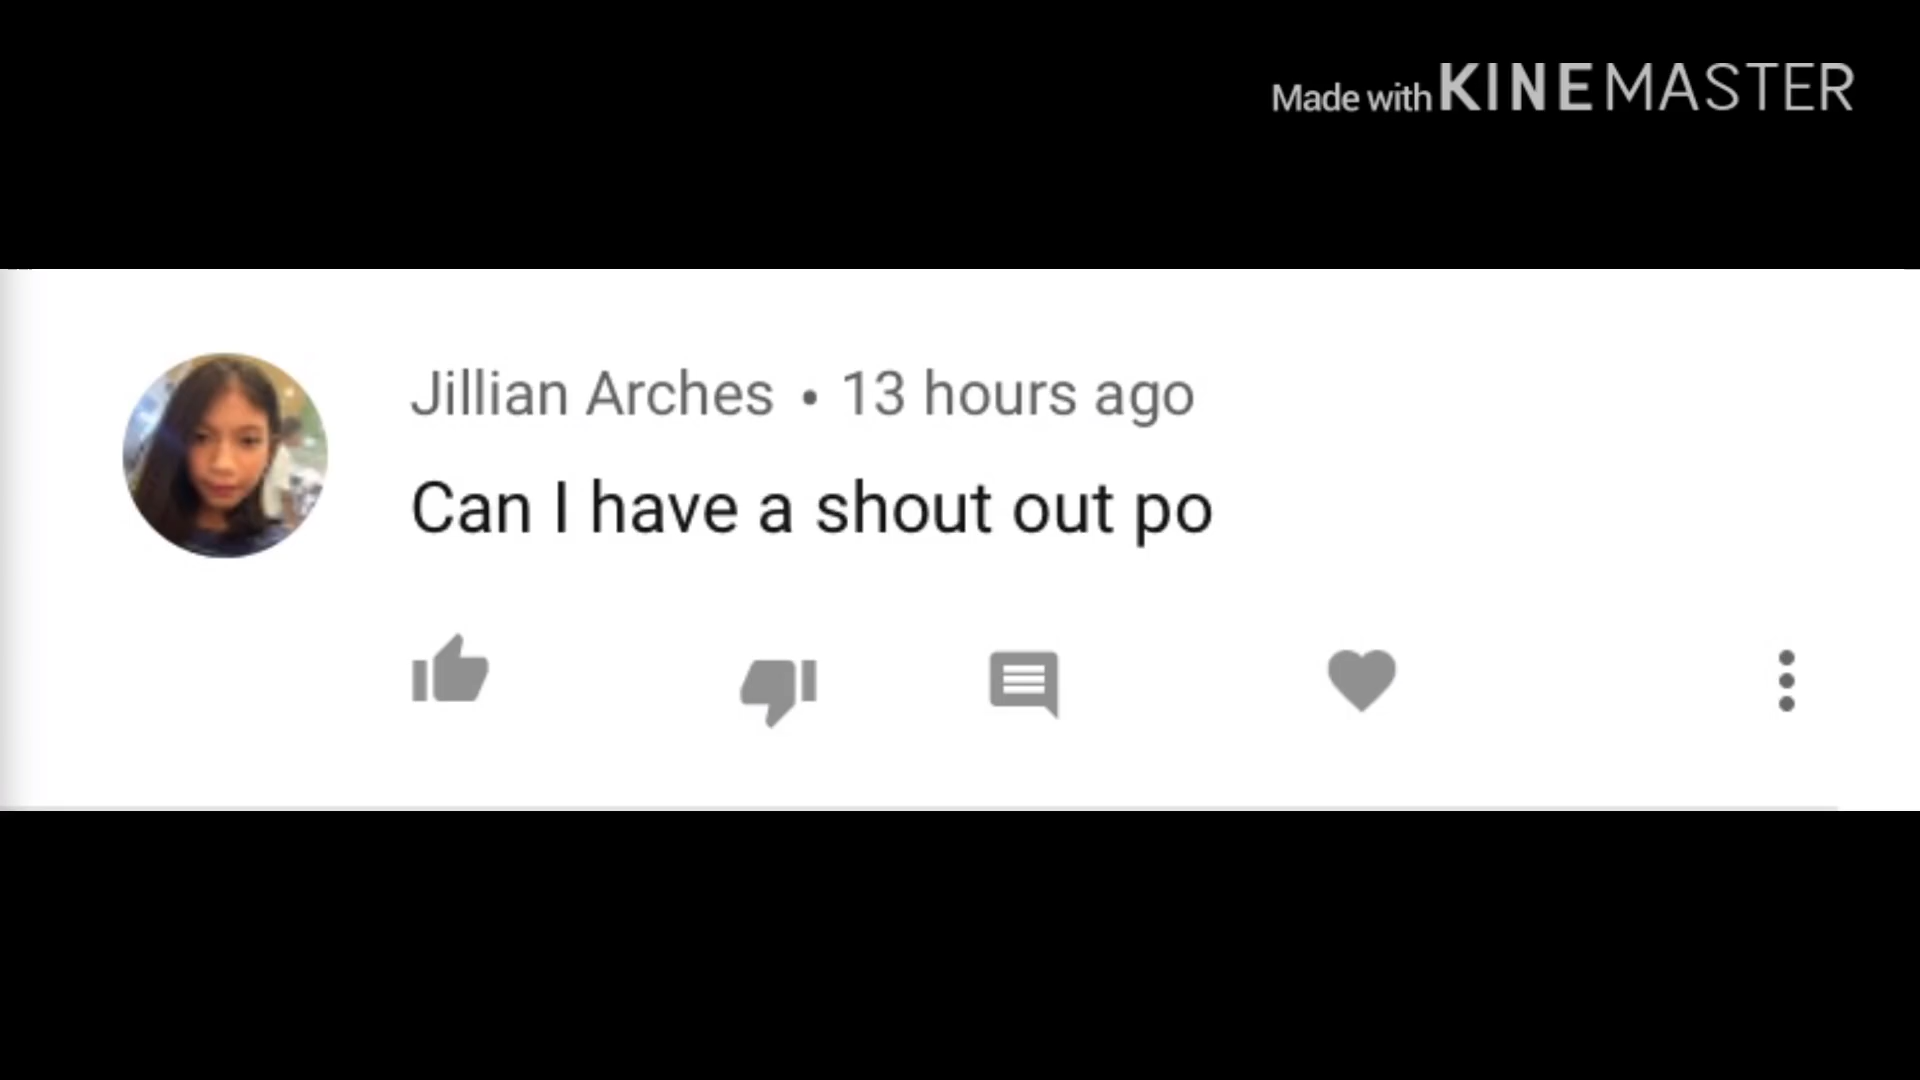 Made with KINEMASTER
Jillian Arches • 13 hours ago
Can I have a shout out po